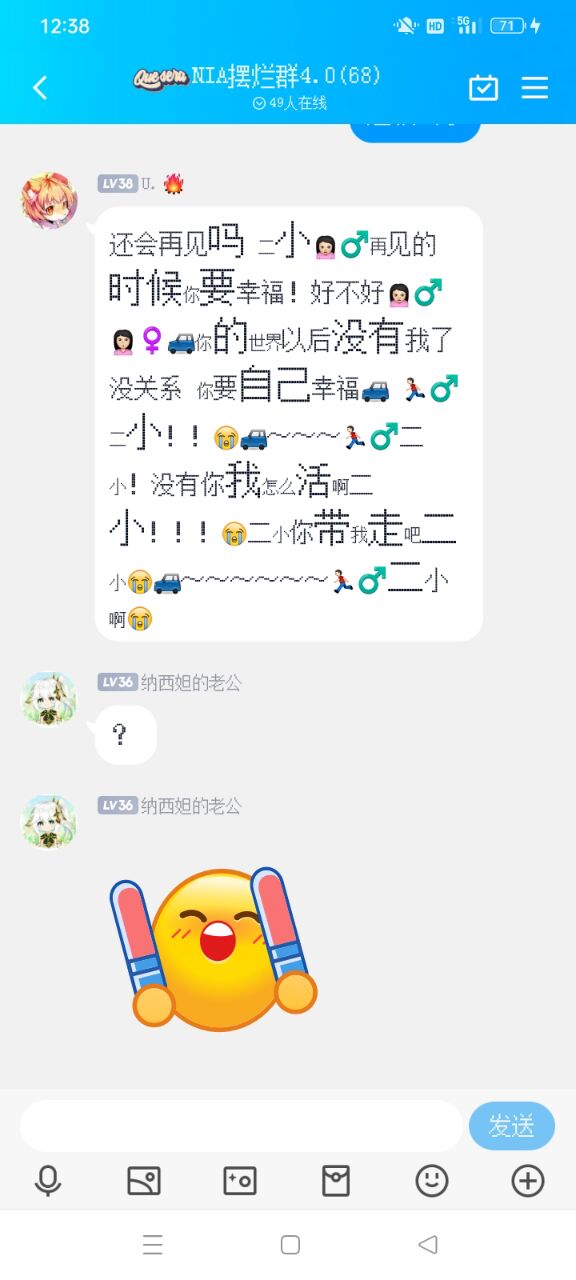 12:38
HD 5G 71
Que sera NIA摆烂群4.0(68)
49人在线
LV38 U. 🔥
还会再见吗 二小🙍🏻‍♂️再见的
时候你要幸福! 好不好🙍🏻‍♂️
🙍🏻‍♀️🚙你的世界以后没有我了
没关系 你要自己幸福🚙 🏃🏻‍♂️
二小! ! 😭🚙~~~🏃🏻‍♂️二
小! 没有你我怎么活啊二
小! ! ! 😭二小你带我走吧二
小😭🚙~~~~~~🏃🏻‍♂️二小
啊😭
LV36 纳西妲的老公
?
LV36 纳西妲的老公
发送